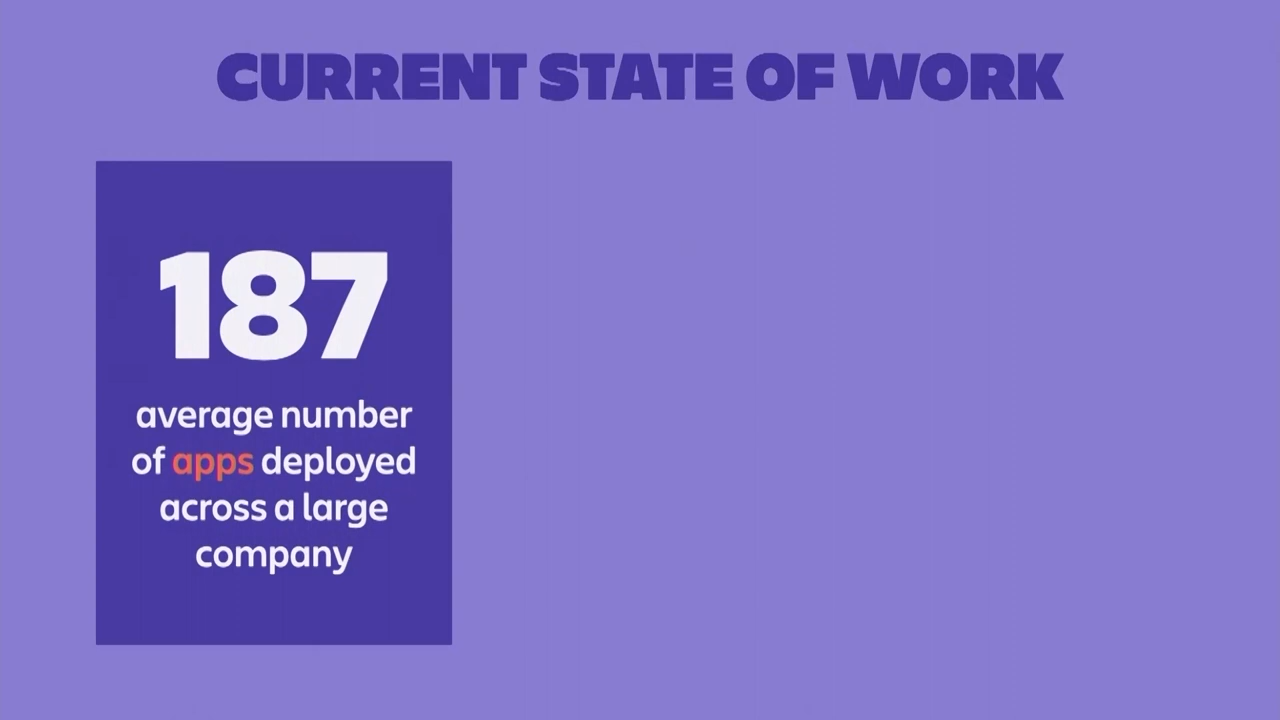 CURRENT STATE OF WORK
187
average number
of apps deployed
across a large
company